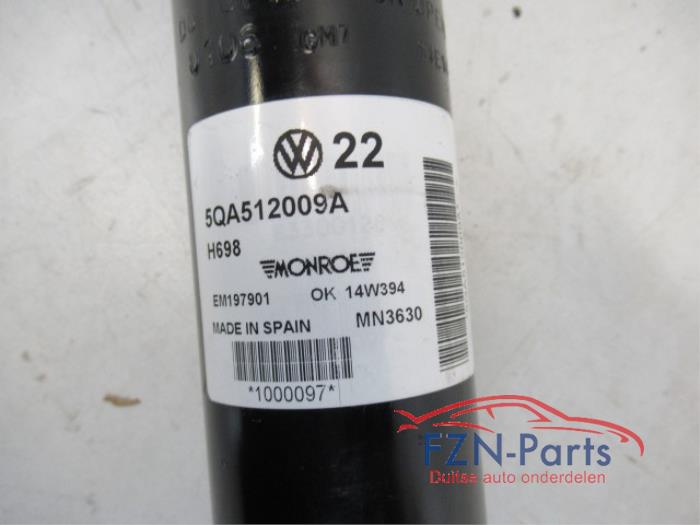 22
5QA512009A
H698
MONROE
EM197901 OK 14W394
MADE IN SPAIN MN3630
*1000097*
FZN-Parts
Duitse auto onderdelen